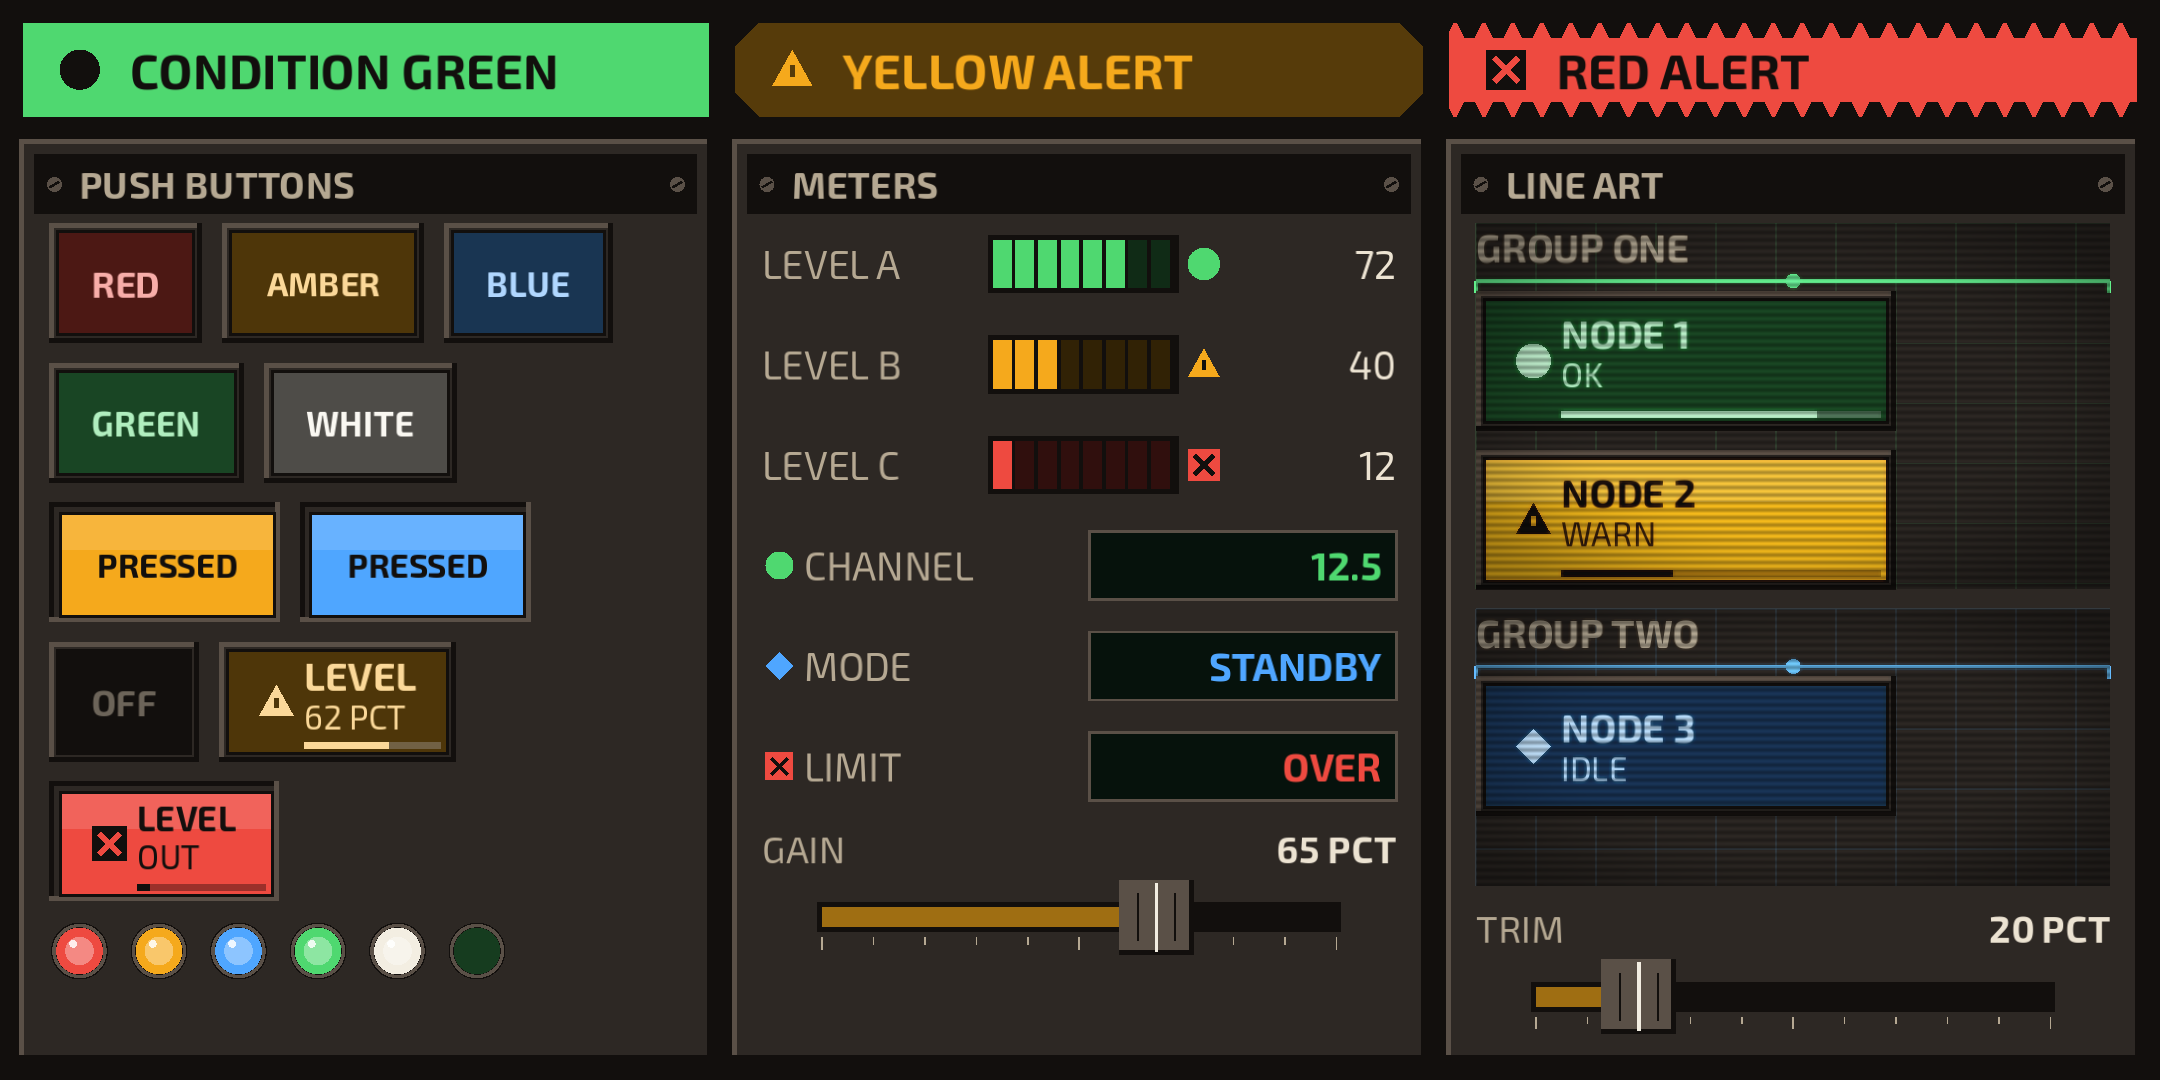 CONDITION GREEN
YELLOW ALERT
RED ALERT
PUSH BUTTONS
RED
AMBER
BLUE
GREEN
WHITE
PRESSED
PRESSED
OFF
LEVEL
62 PCT
LEVEL
OUT
METERS
LEVEL A
72
LEVEL B
40
LEVEL C
12
CHANNEL
12.5
MODE
STANDBY
LIMIT
OVER
GAIN
65 PCT
LINE ART
GROUP ONE
NODE 1
OK
NODE 2
WARN
GROUP TWO
NODE 3
IDLE
TRIM
20 PCT